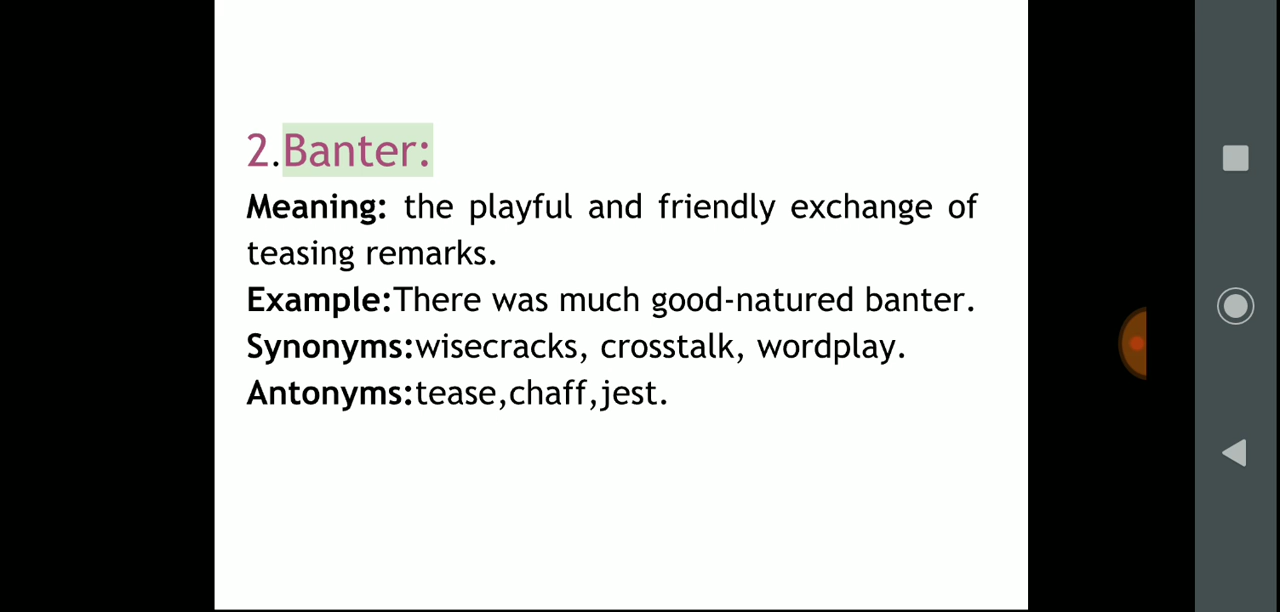 2.Banter:
Meaning: the playful and friendly exchange of
teasing remarks.
Example:There was much good-natured banter.
Synonyms:wisecracks, crosstalk, wordplay.
Antonyms:tease,chaff,jest.